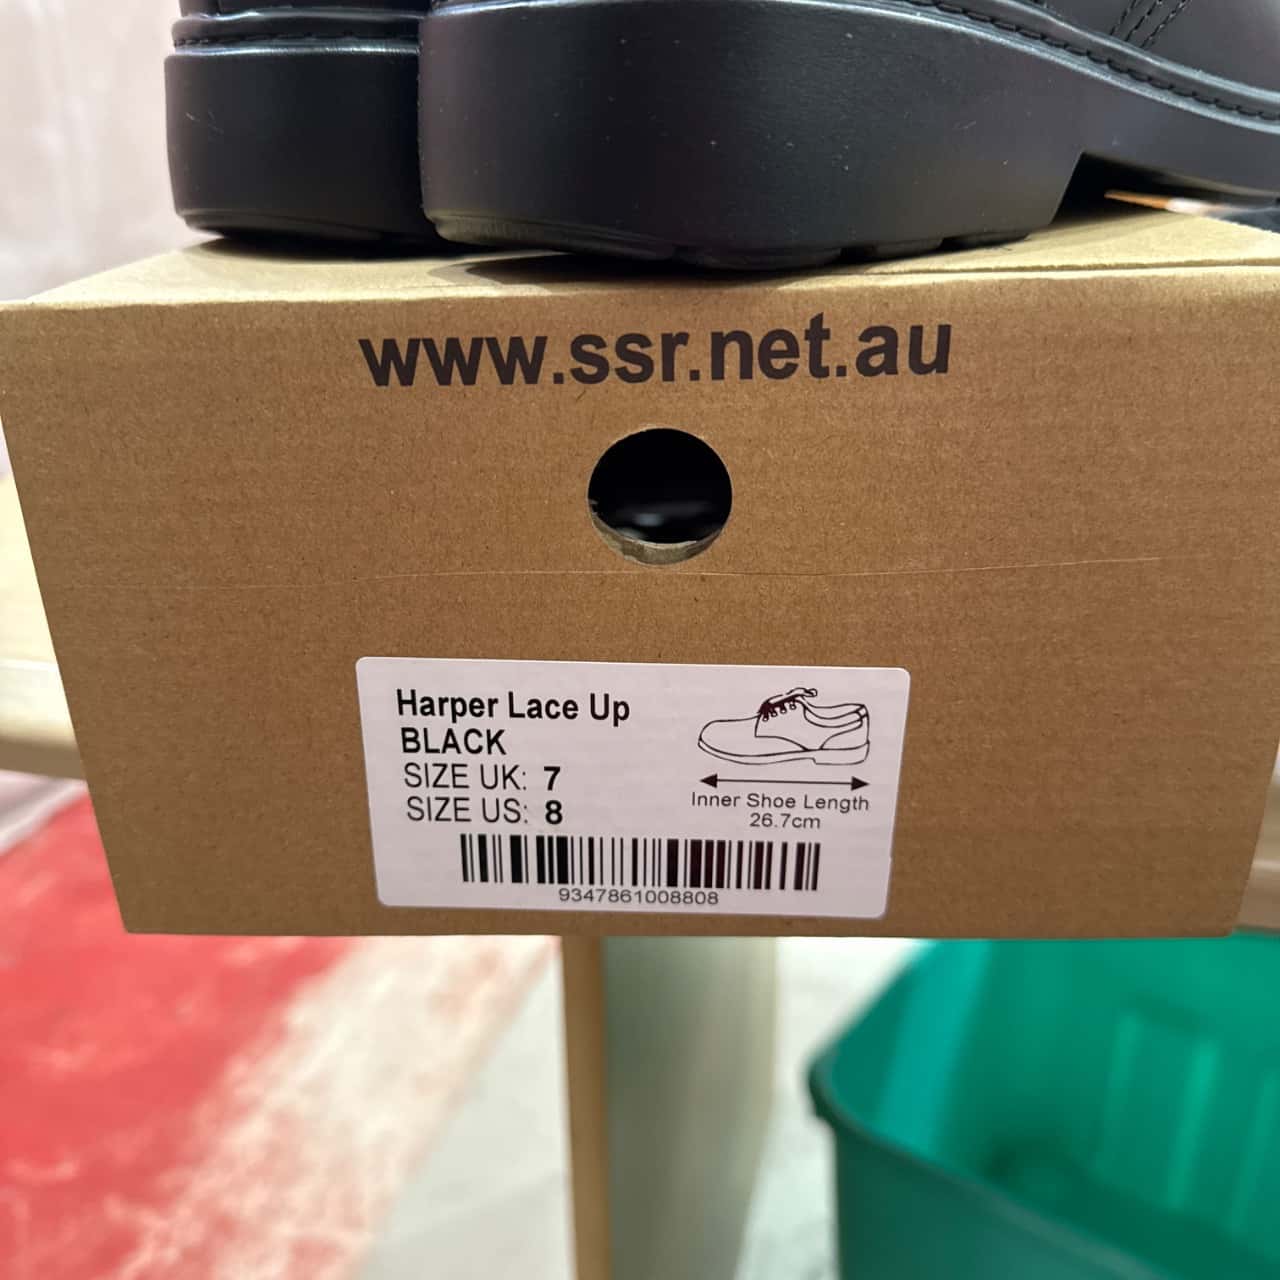 www.ssr.net.au
Harper Lace Up
BLACK
SIZE UK: 7
SIZE US: 8
Inner Shoe Length
26.7cm
9347861008808